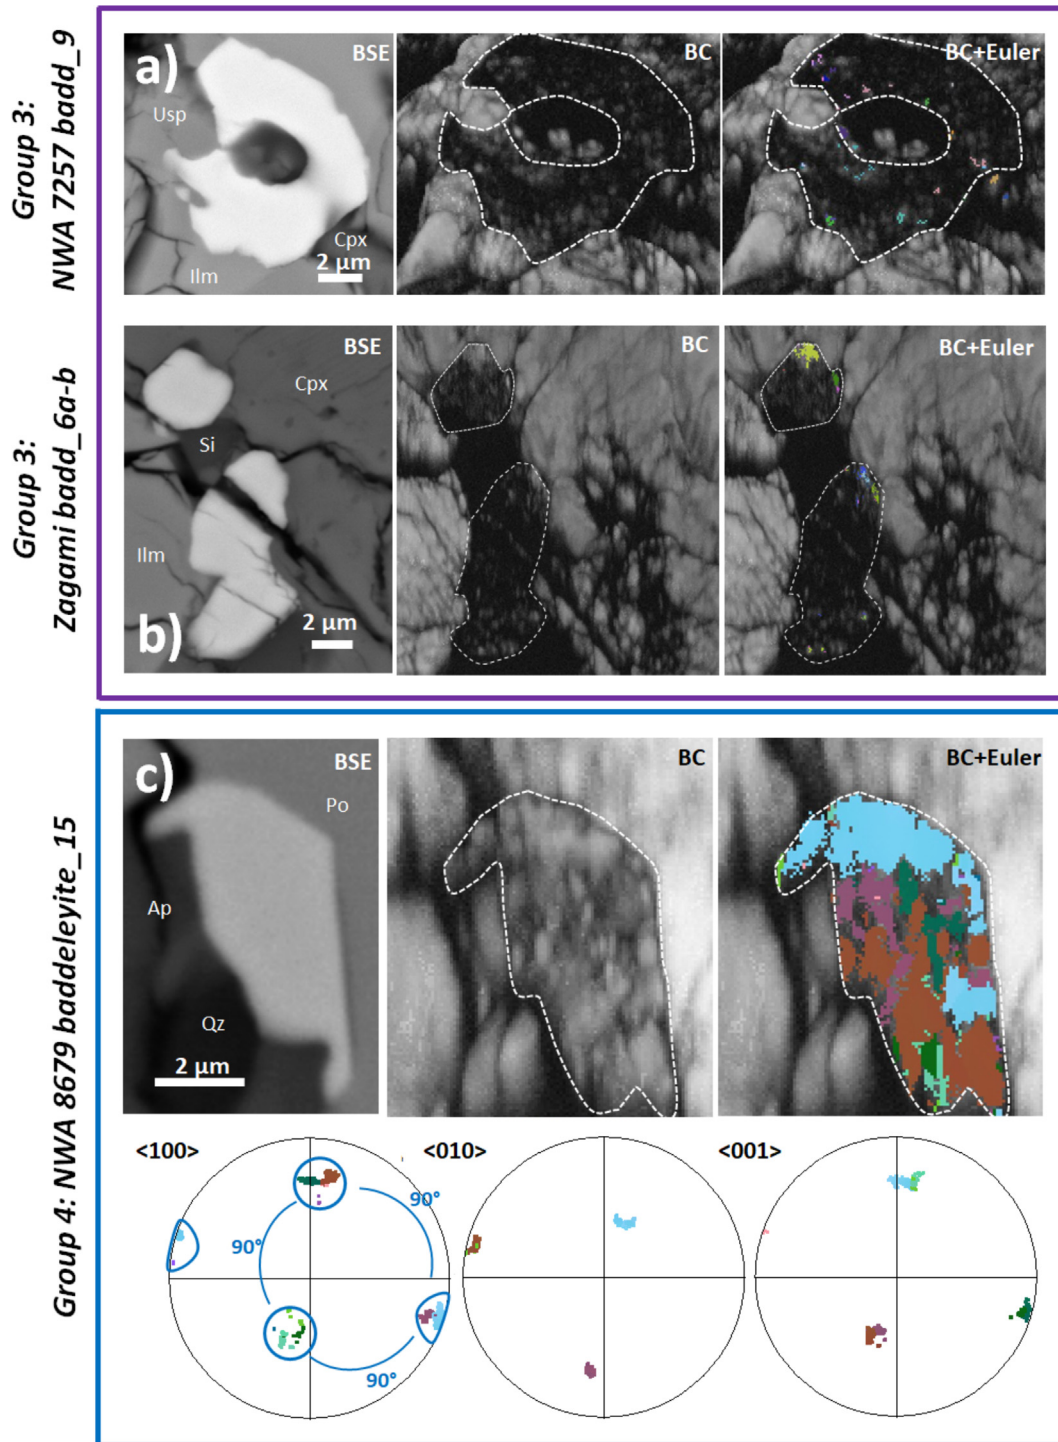 Group 3:
NWA 7257 badd_9
a)
BSE
Usp
Cpx
Ilm
2 µm
BC
BC+Euler
Group 3:
Zagami badd_6a-b
BSE
Cpx
Si
Ilm
2 µm
b)
BC
BC+Euler
Group 4: NWA 8679 baddeleyite_15
c)
BSE
Po
Ap
Qz
2 µm
BC
BC+Euler
<100>
90°
90°
90°
<010>
<001>